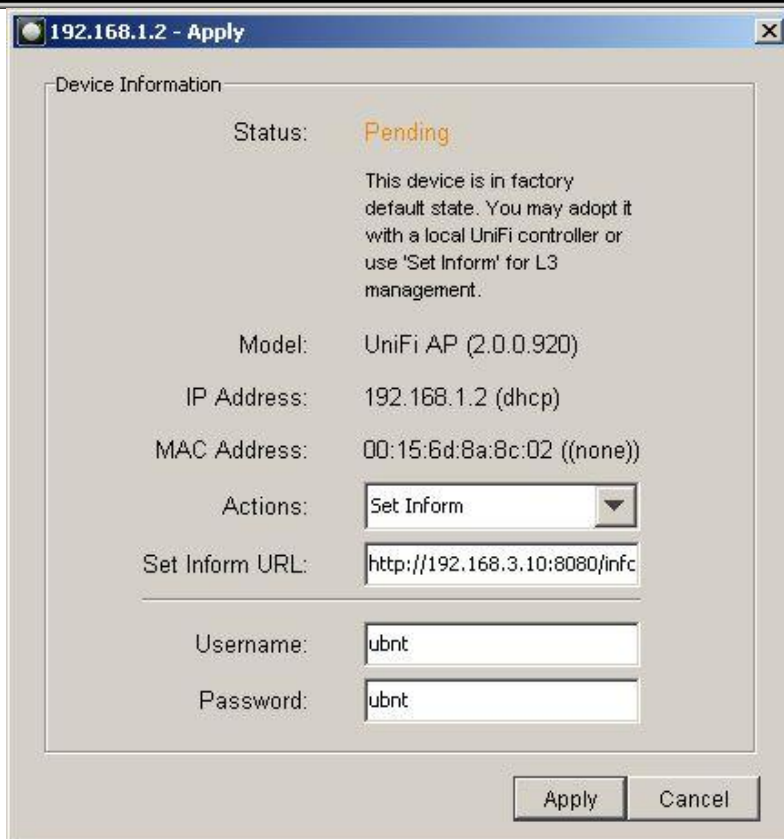 192.168.1.2 - Apply
Device Information
Status: Pending
This device is in factory
default state. You may adopt it
with a local UniFi controller or
use 'Set Inform' for L3
management.
Model: UniFi AP (2.0.0.920)
IP Address: 192.168.1.2 (dhcp)
MAC Address: 00:15:6d:8a:8c:02 ((none))
Actions: Set Inform
Set Inform URL: http://192.168.3.10:8080/infc
Username: ubnt
Password: ubnt
Apply Cancel